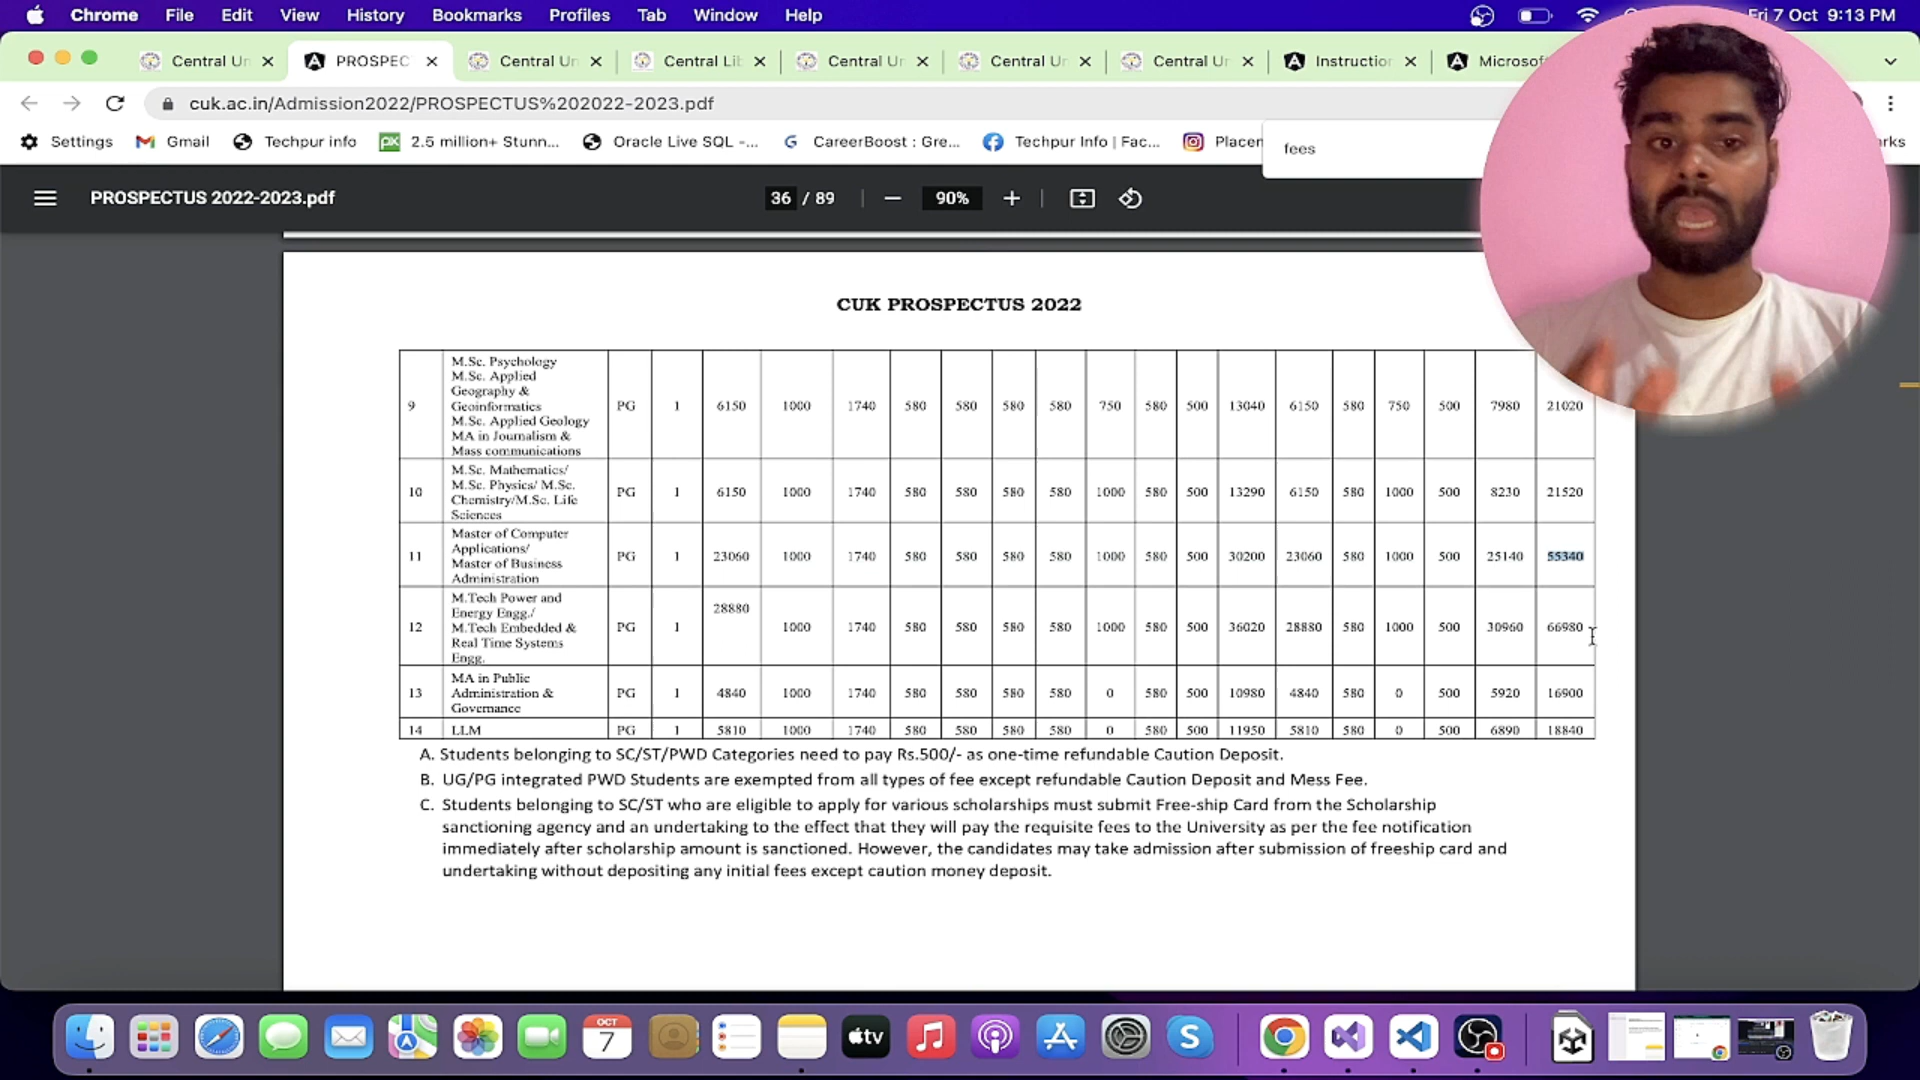 Chrome File Edit View History Bookmarks Profiles Tab Window Help
Fri 7 Oct 9:13 PM
Central Un
PROSPEC
Central Un
Central Lib
Central Un
Central Un
Central Un
Instruction
Microsof
cuk.ac.in/Admission2022/PROSPECTUS%202022-2023.pdf
Settings Gmail Techpur info 2.5 million+ Stunn... Oracle Live SQL -... CareerBoost : Gre... Techpur Info | Fac... Placen
rks
fees
PROSPECTUS 2022-2023.pdf
36 / 89
90%
CUK PROSPECTUS 2022
9 M.Sc. Psychology
M.Sc. Applied
Geography &
Geoinformatics
M.Sc. Applied Geology
MA in Journalism &
Mass communications
PG 1 6150 1000 1740 580 580 580 580 750 580 500 13040 6150 580 750 500 7980 21020
10 M.Sc. Mathematics/
M.Sc. Physics/ M.Sc.
Chemistry/M.Sc. Life
Sciences
PG 1 6150 1000 1740 580 580 580 580 1000 580 500 13290 6150 580 1000 500 8230 21520
11 Master of Computer
Applications/
Master of Business
Administration
PG 1 23060 1000 1740 580 580 580 580 1000 580 500 30200 23060 580 1000 500 25140 55340
12 M.Tech Power and
Energy Engg./
M.Tech Embedded &
Real Time Systems
Engg.
PG 1 28880 1000 1740 580 580 580 580 1000 580 500 36020 28880 580 1000 500 30960 66980
13 MA in Public
Administration &
Governance
PG 1 4840 1000 1740 580 580 580 580 0 580 500 10980 4840 580 0 500 5920 16900
14 LLM PG 1 5810 1000 1740 580 580 580 580 0 580 500 11950 5810 580 0 500 6890 18840
A. Students belonging to SC/ST/PWD Categories need to pay Rs.500/- as one-time refundable Caution Deposit.
B. UG/PG integrated PWD Students are exempted from all types of fee except refundable Caution Deposit and Mess Fee.
C. Students belonging to SC/ST who are eligible to apply for various scholarships must submit Free-ship Card from the Scholarship
sanctioning agency and an undertaking to the effect that they will pay the requisite fees to the University as per the fee notification
immediately after scholarship amount is sanctioned. However, the candidates may take admission after submission of freeship card and
undertaking without depositing any initial fees except caution money deposit.
OCT
7
tv